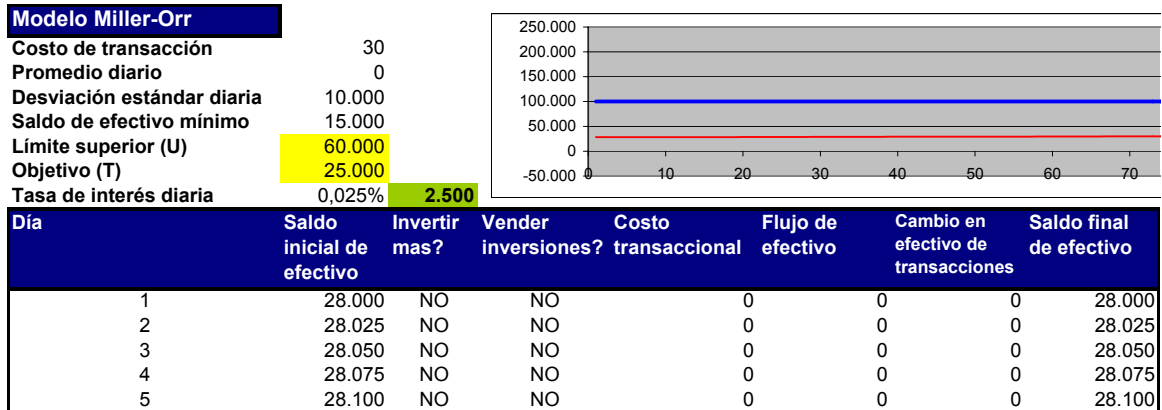 Modelo Miller-Orr
Costo de transacción 30
Promedio diario 0
Desviación estándar diaria 10.000
Saldo de efectivo mínimo 15.000
Límite superior (U) 60.000
Objetivo (T) 25.000
Tasa de interés diaria 0,025% 2.500
250.000
200.000
150.000
100.000
50.000
0
-50.000
0 10 20 30 40 50 60 70
Día Saldo inicial de efectivo Invertir mas? Vender inversiones? Costo transaccional Flujo de efectivo Cambio en efectivo de transacciones Saldo final de efectivo
1 28.000 NO NO 0 0 0 28.000
2 28.025 NO NO 0 0 0 28.025
3 28.050 NO NO 0 0 0 28.050
4 28.075 NO NO 0 0 0 28.075
5 28.100 NO NO 0 0 0 28.100